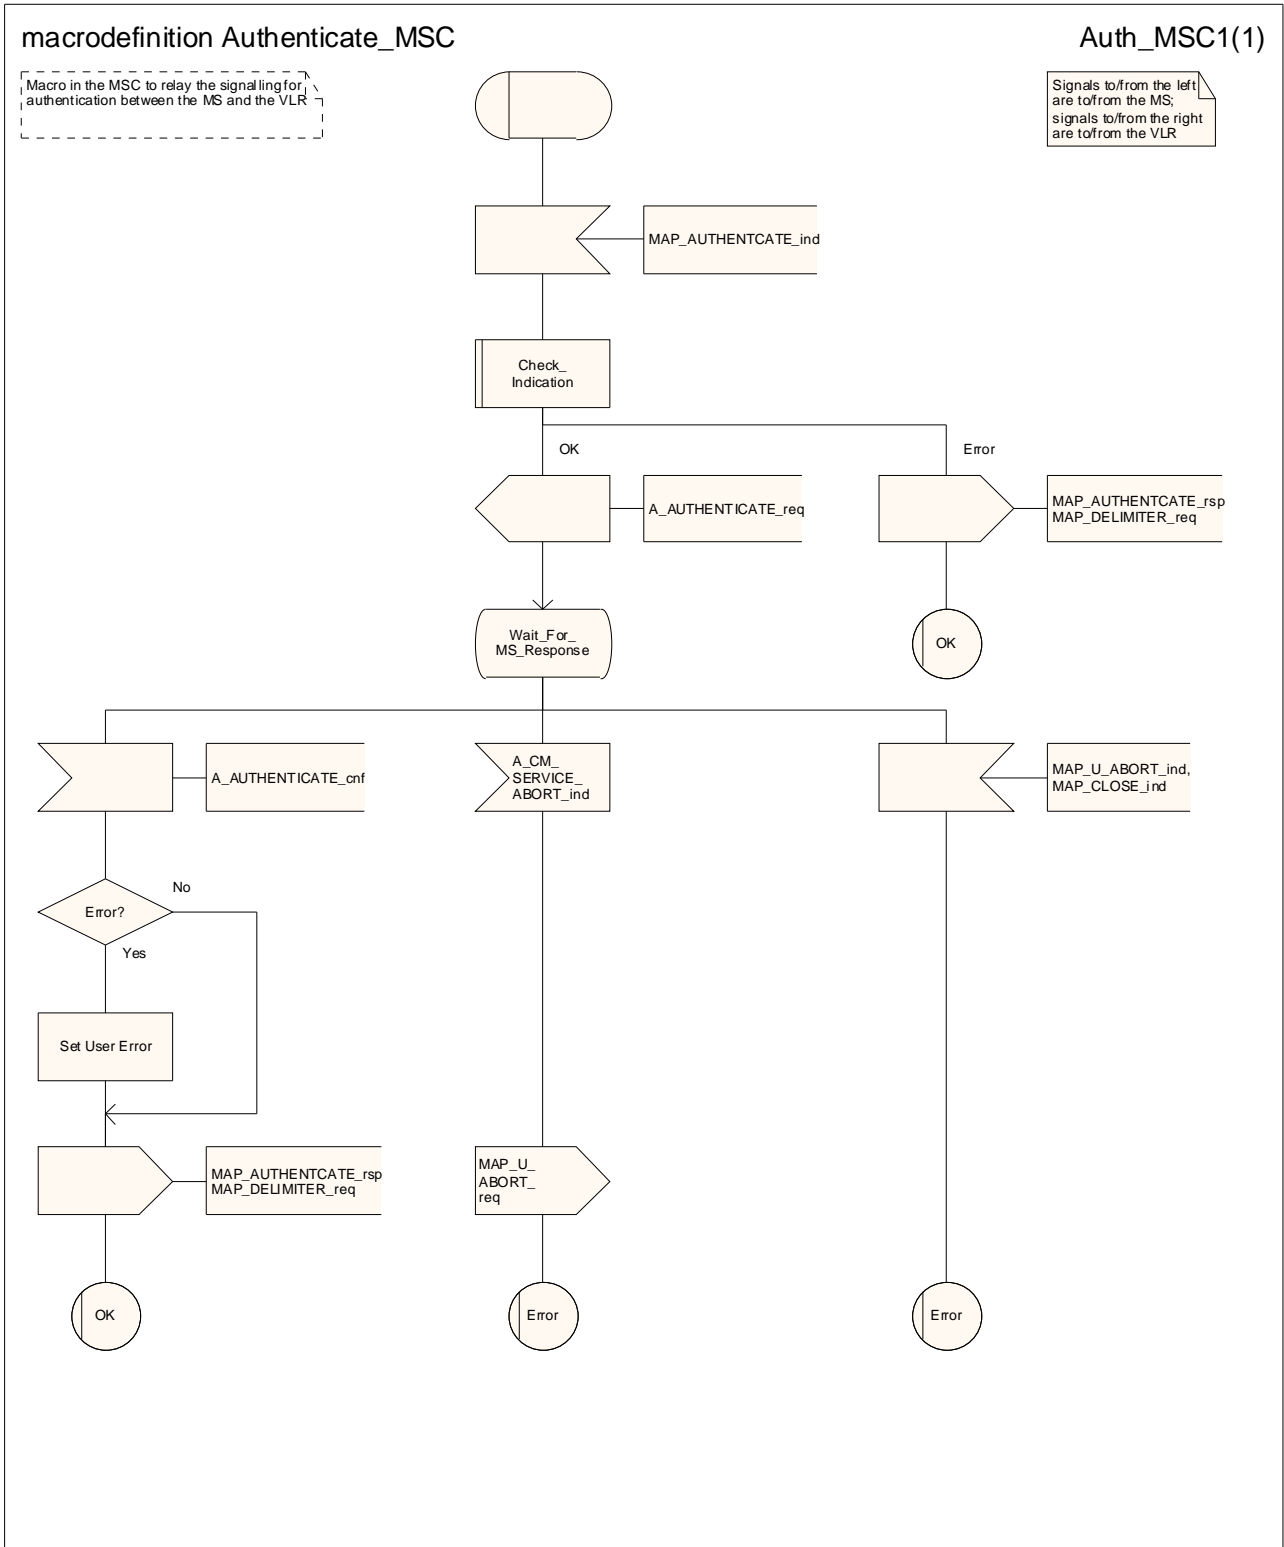 macrodefinition Authenticate_MSC
Auth_MSC1(1)
Macro in the MSC to relay the signalling for
authentication between the MS and the VLR
Signals to/from the left
are to/from the MS;
signals to/from the right
are to/from the VLR
MAP_AUTHENTCATE_ind
Check_
Indication
OK
Error
A_AUTHENTICATE_req
MAP_AUTHENTCATE_rsp
MAP_DELIMITER_req
Wait_For_
MS_Response
OK
A_AUTHENTICATE_cnf
A_CM_
SERVICE_
ABORT_ind
MAP_U_ABORT_ind,
MAP_CLOSE_ind
No
Error?
Yes
Set User Error
MAP_AUTHENTCATE_rsp
MAP_DELIMITER_req
MAP_U_
ABORT_
req
OK
Error
Error